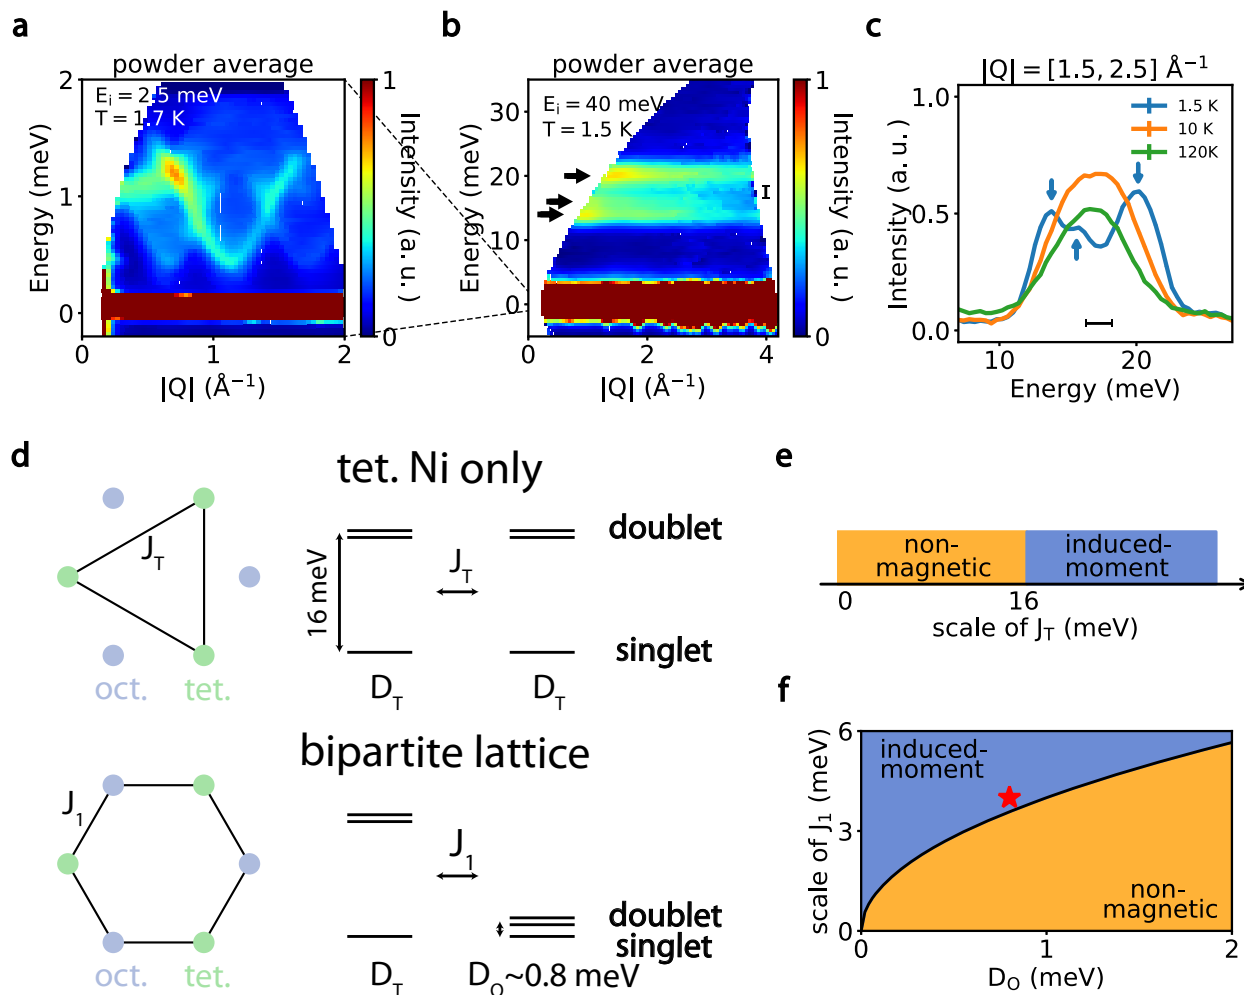 a
powder average
E_i = 2.5 meV
T = 1.7 K
Energy (meV)
2
1
0
0
1
2
|Q| (Å⁻¹)
1
0
Intensity (a. u.)
b
powder average
E_i = 40 meV
T = 1.5 K
Energy (meV)
30
20
10
0
0
2
4
|Q| (Å⁻¹)
1
0
Intensity (a. u.)
c
|Q| = [1.5, 2.5] Å⁻¹
1.5 K
10 K
120K
Intensity (a. u.)
1.0
0.5
0.0
10
20
Energy (meV)
d
tet. Ni only
J_T
oct.
tet.
16 meV
J_T
doublet
singlet
D_T
D_T
bipartite lattice
J_1
oct.
tet.
J_1
doublet
singlet
D_T
D_O~0.8 meV
e
non-
magnetic
induced-
moment
0
16
scale of J_T (meV)
f
induced-
moment
non-
magnetic
scale of J_1 (meV)
6
3
0
0
1
2
D_O (meV)